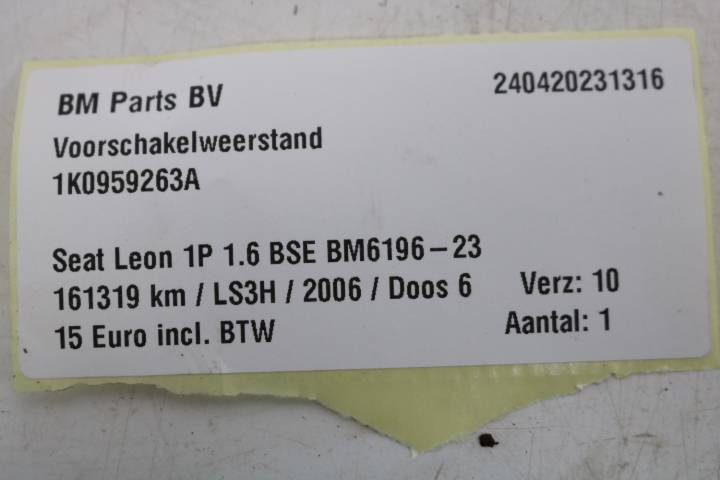 BM Parts BV 240420231316
Voorschakelweerstand
1K0959263A
Seat Leon 1P 1.6 BSE BM6196-23
161319 km / LS3H / 2006 / Doos 6 Verz: 10
15 Euro incl. BTW Aantal: 1